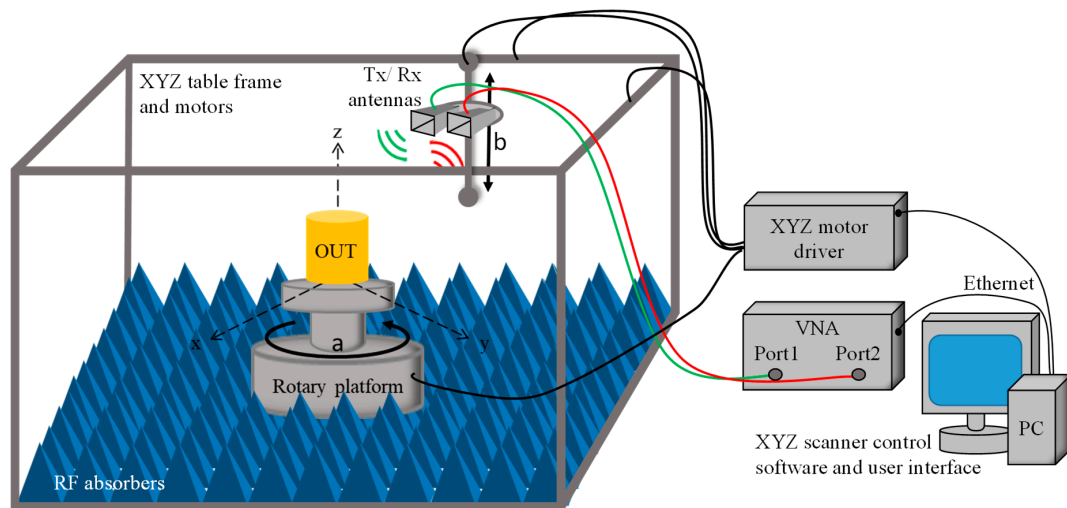 XYZ table frame
and motors
Tx/ Rx
antennas
z
b
OUT
x
a
y
Rotary platform
RF absorbers
XYZ motor
driver
Ethernet
VNA
Port1
Port2
PC
XYZ scanner control
software and user interface